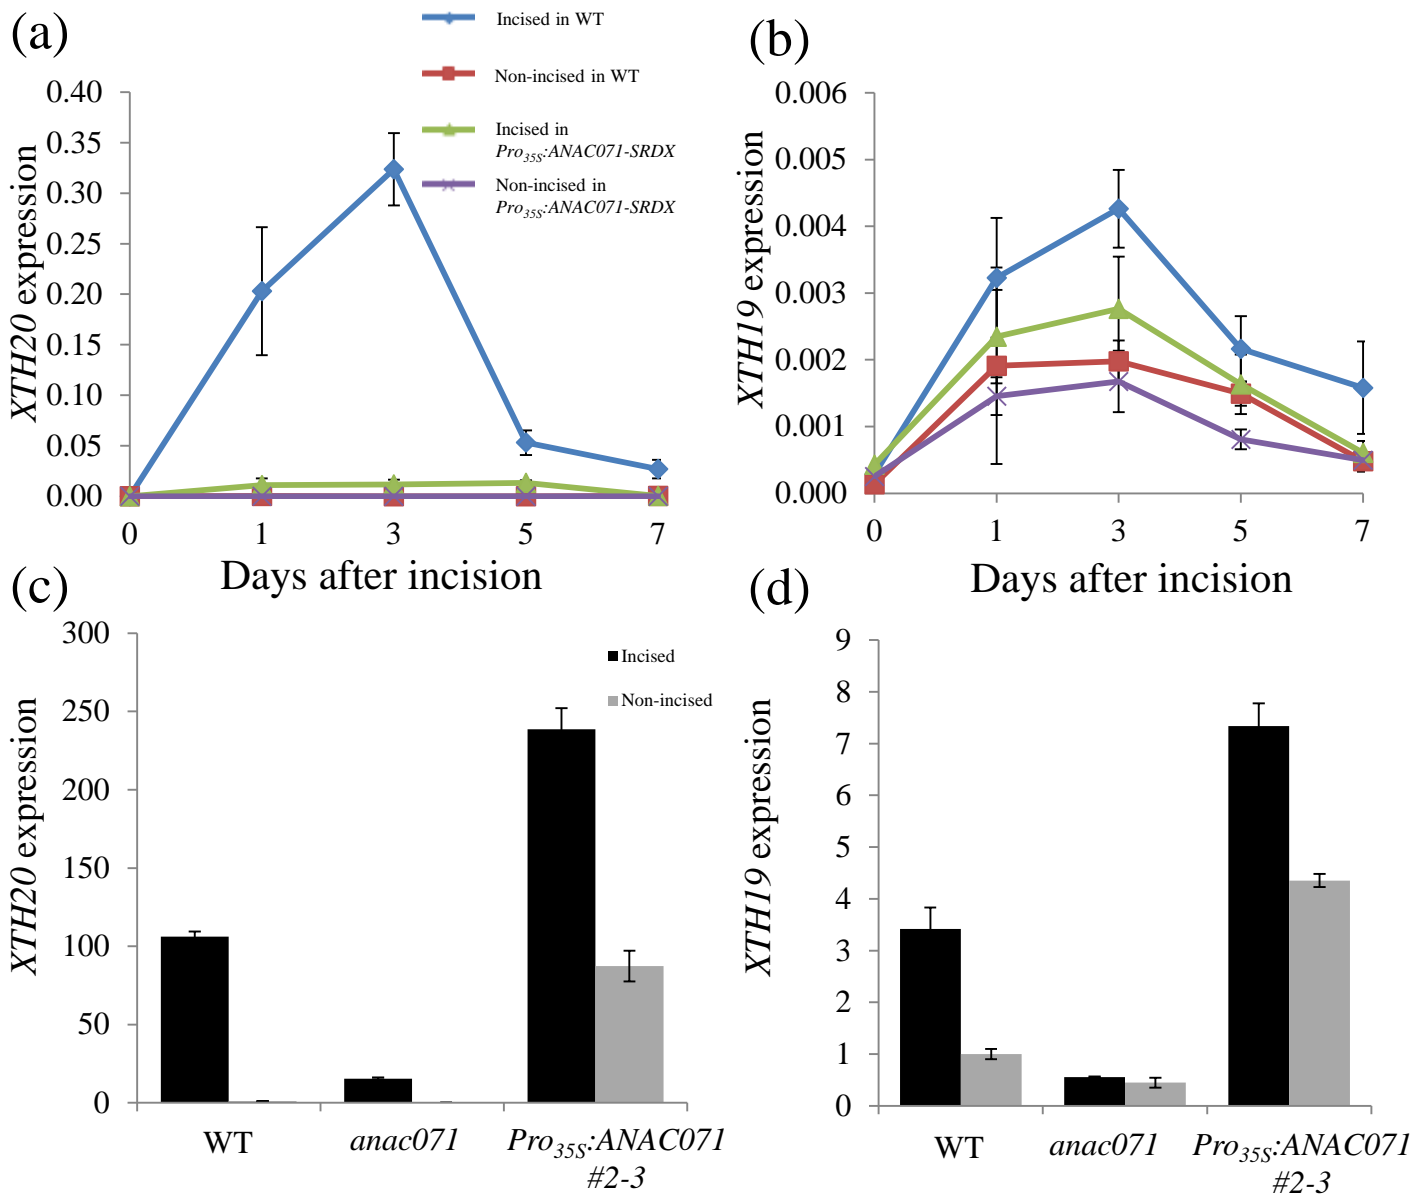 (a)
Incised in WT
Non-incised in WT
Incised in
Pro35S:ANAC071-SRDX
Non-incised in
Pro35S:ANAC071-SRDX
XTH20 expression
0.40
0.35
0.30
0.25
0.20
0.15
0.10
0.05
0.00
0 1 3 5 7
Days after incision
(b)
XTH19 expression
0.006
0.005
0.004
0.003
0.002
0.001
0.000
0 1 3 5 7
Days after incision
(c)
XTH20 expression
300
250
200
150
100
50
0
Incised
Non-incised
WT anac071 Pro35S:ANAC071
#2-3
(d)
XTH19 expression
9
8
7
6
5
4
3
2
1
0
WT anac071 Pro35S:ANAC071
#2-3